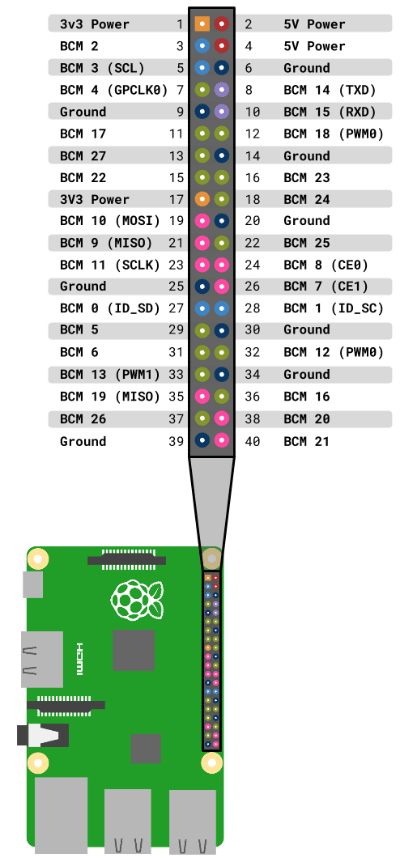 3v3 Power 1 2 5V Power
BCM 2 3 4 5V Power
BCM 3 (SCL) 5 6 Ground
BCM 4 (GPCLK0) 7 8 BCM 14 (TXD)
Ground 9 10 BCM 15 (RXD)
BCM 17 11 12 BCM 18 (PWM0)
BCM 27 13 14 Ground
BCM 22 15 16 BCM 23
3V3 Power 17 18 BCM 24
BCM 10 (MOSI) 19 20 Ground
BCM 9 (MISO) 21 22 BCM 25
BCM 11 (SCLK) 23 24 BCM 8 (CE0)
Ground 25 26 BCM 7 (CE1)
BCM 0 (ID_SD) 27 28 BCM 1 (ID_SC)
BCM 5 29 30 Ground
BCM 6 31 32 BCM 12 (PWM0)
BCM 13 (PWM1) 33 34 Ground
BCM 19 (MISO) 35 36 BCM 16
BCM 26 37 38 BCM 20
Ground 39 40 BCM 21
HDMI